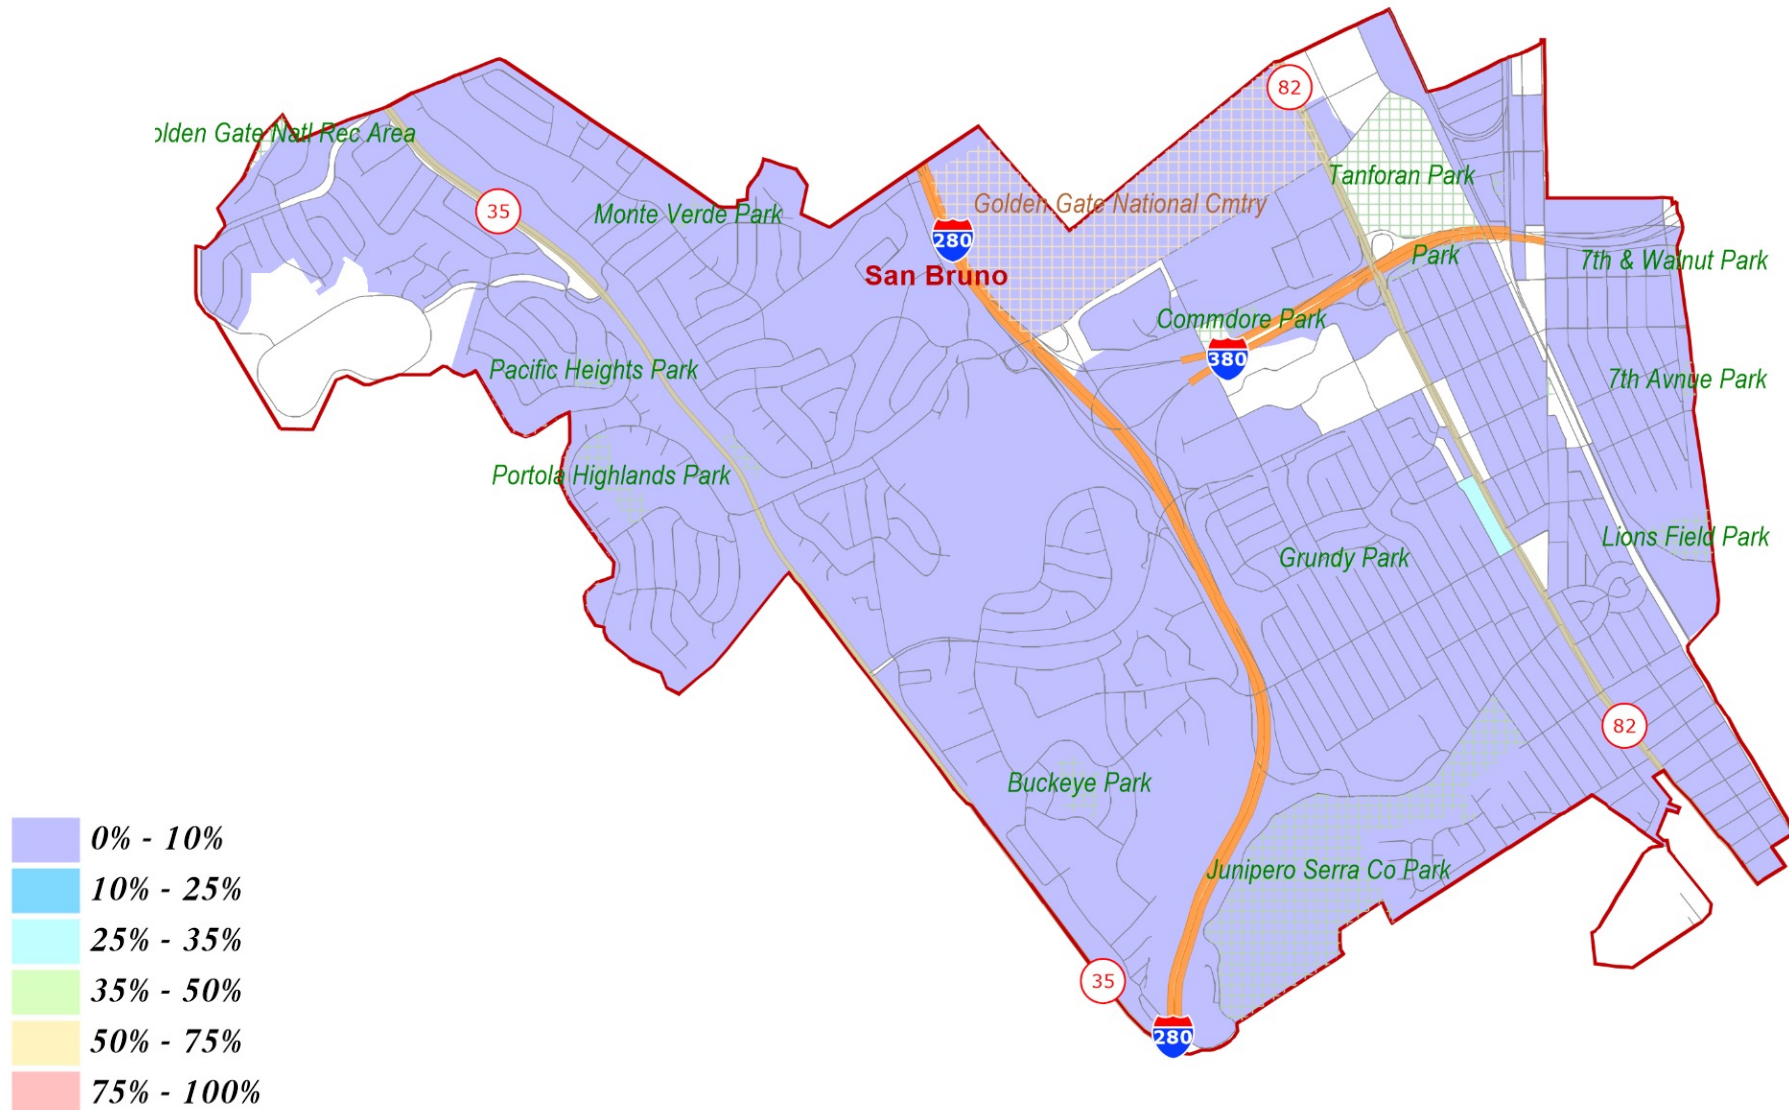 82
olden Gate Natl Rec Area
Tanforan Park
35
Monte Verde Park
Golden Gate National Cmtry
280
Park
7th & Walnut Park
San Bruno
Commdore Park
380
Pacific Heights Park
7th Avnue Park
Portola Highlands Park
Lions Field Park
Grundy Park
82
Buckeye Park
Junipero Serra Co Park
35
280
0% - 10%
10% - 25%
25% - 35%
35% - 50%
50% - 75%
75% - 100%